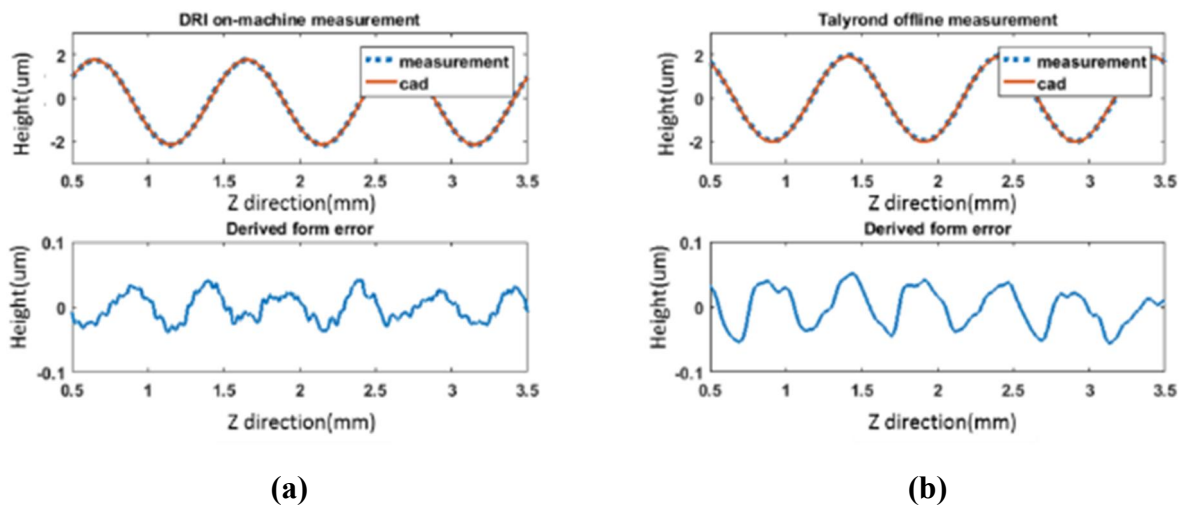 DRI on-machine measurement
Height(um)
2
0
-2
measurement
cad
0.5 1 1.5 2 2.5 3 3.5
Z direction(mm)
Derived form error
Height(um)
0.1
0
-0.1
0.5 1 1.5 2 2.5 3 3.5
Z direction(mm)
(a)
Talyrond offline measurement
Height(um)
2
0
-2
measurement
cad
0.5 1 1.5 2 2.5 3 3.5
Z direction(mm)
Derived form error
Height(um)
0.1
0
-0.1
0.5 1 1.5 2 2.5 3 3.5
Z direction(mm)
(b)